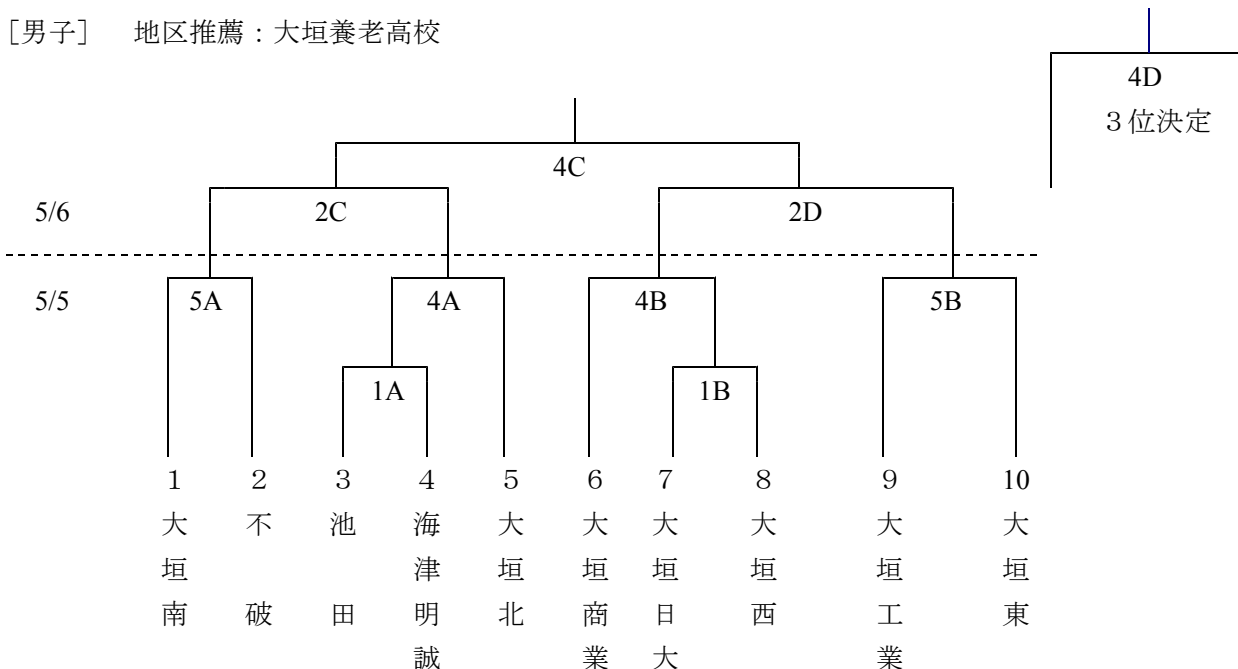 ［男子］　地区推薦：大垣養老高校
4D
３位決定
4C
5/6
2C
2D
5/5
5A
4A
4B
5B
1A
1B
１
２
３
４
５
６
７
８
９
10
大垣南
不破
池田
海津明誠
大垣北
大垣商業
大垣日大
大垣西
大垣工業
大垣東